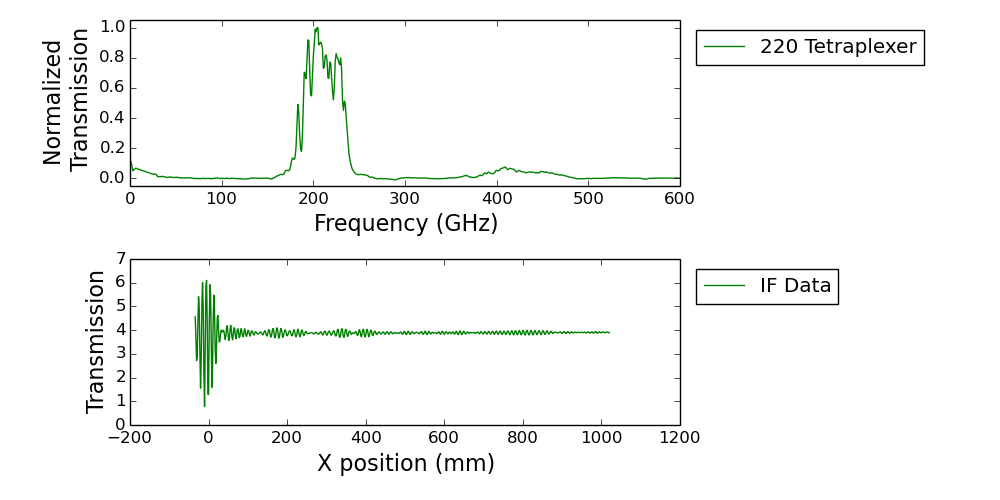 Normalized
Transmission
1.0
0.8
0.6
0.4
0.2
0.0
0 100 200 300 400 500 600
Frequency (GHz)
220 Tetraplexer
Transmission
7
6
5
4
3
2
1
0
−200 0 200 400 600 800 1000 1200
X position (mm)
IF Data